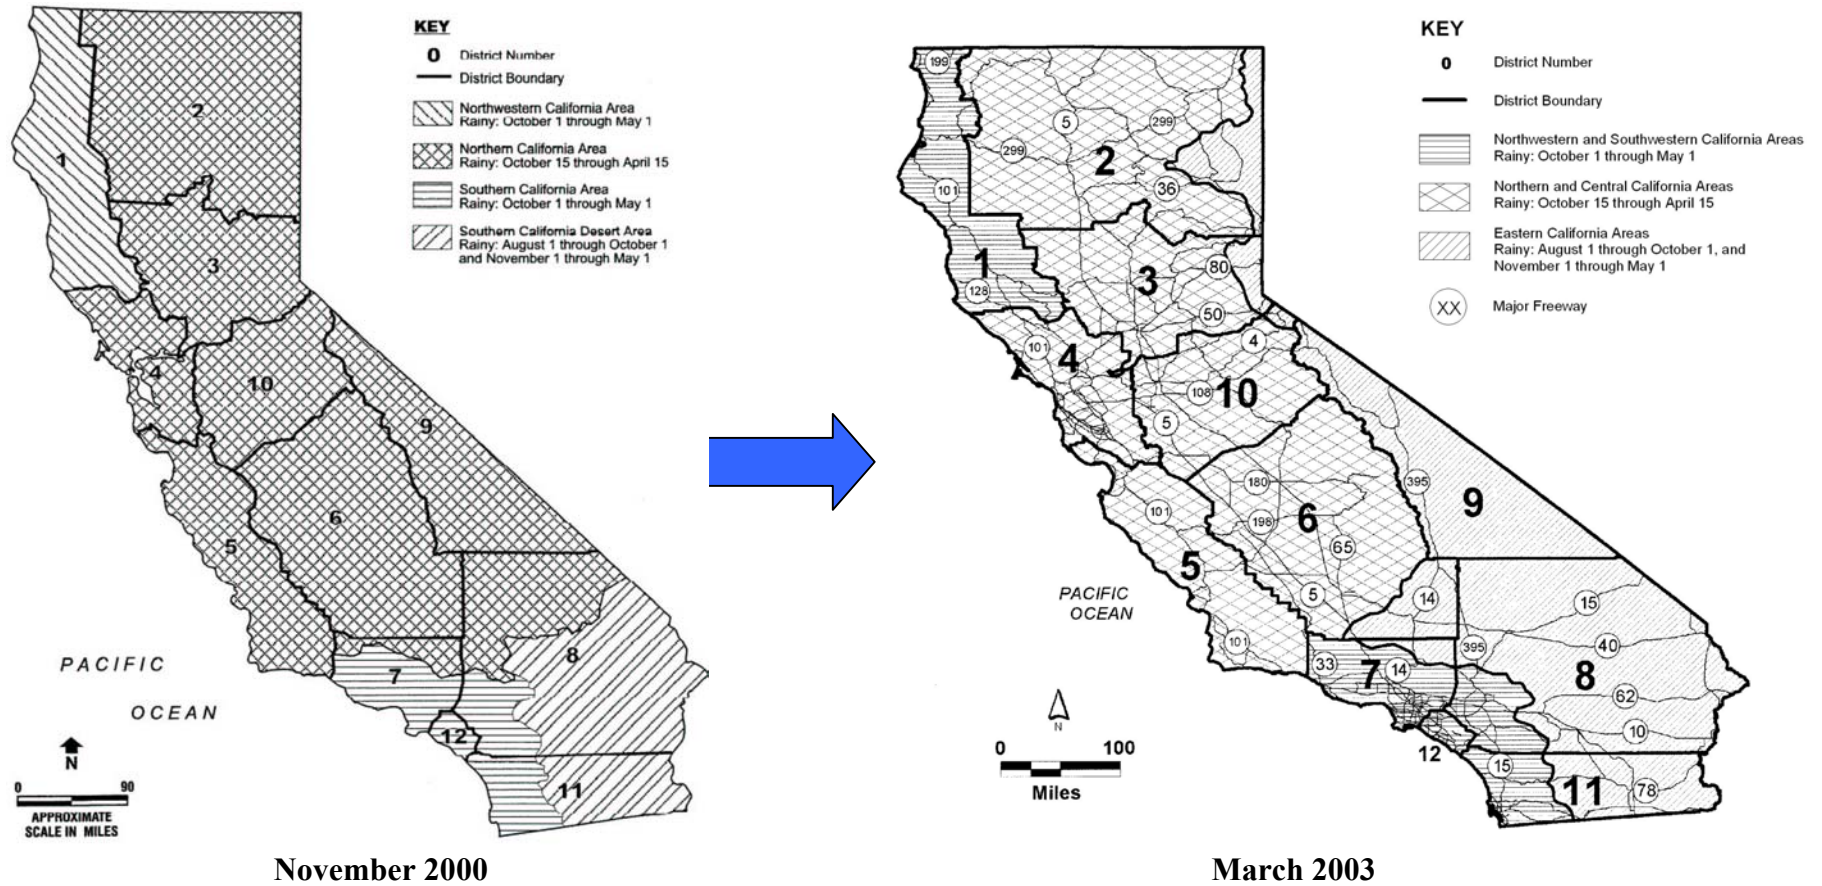 KEY
0 District Number
District Boundary
Northwestern California Area
Rainy: October 1 through May 1
Northern California Area
Rainy: October 15 through April 15
Southern California Area
Rainy: October 1 through May 1
Southern California Desert Area
Rainy: August 1 through October 1
and November 1 through May 1
2
1
3
4
10
9
6
5
8
7
12
11
PACIFIC
OCEAN
N
0 90
APPROXIMATE
SCALE IN MILES
November 2000
KEY
0 District Number
District Boundary
Northwestern and Southwestern California Areas
Rainy: October 1 through May 1
Northern and Central California Areas
Rainy: October 15 through April 15
Eastern California Areas
Rainy: August 1 through October 1, and
November 1 through May 1
XX Major Freeway
199
5 299
299 2
101 36
1 3 80
128
50
101 4 4
108 10
5
180 395 9
101 198 6
65
5
5 14 15
101 395 40
33 7 14 8
62
10
12
15 11 78
PACIFIC
OCEAN
N
0 100
Miles
March 2003